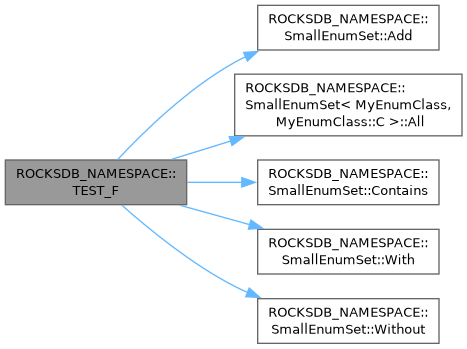 ROCKSDB_NAMESPACE::
TEST_F
ROCKSDB_NAMESPACE::
SmallEnumSet::Add
ROCKSDB_NAMESPACE::
SmallEnumSet< MyEnumClass,
MyEnumClass::C >::All
ROCKSDB_NAMESPACE::
SmallEnumSet::Contains
ROCKSDB_NAMESPACE::
SmallEnumSet::With
ROCKSDB_NAMESPACE::
SmallEnumSet::Without